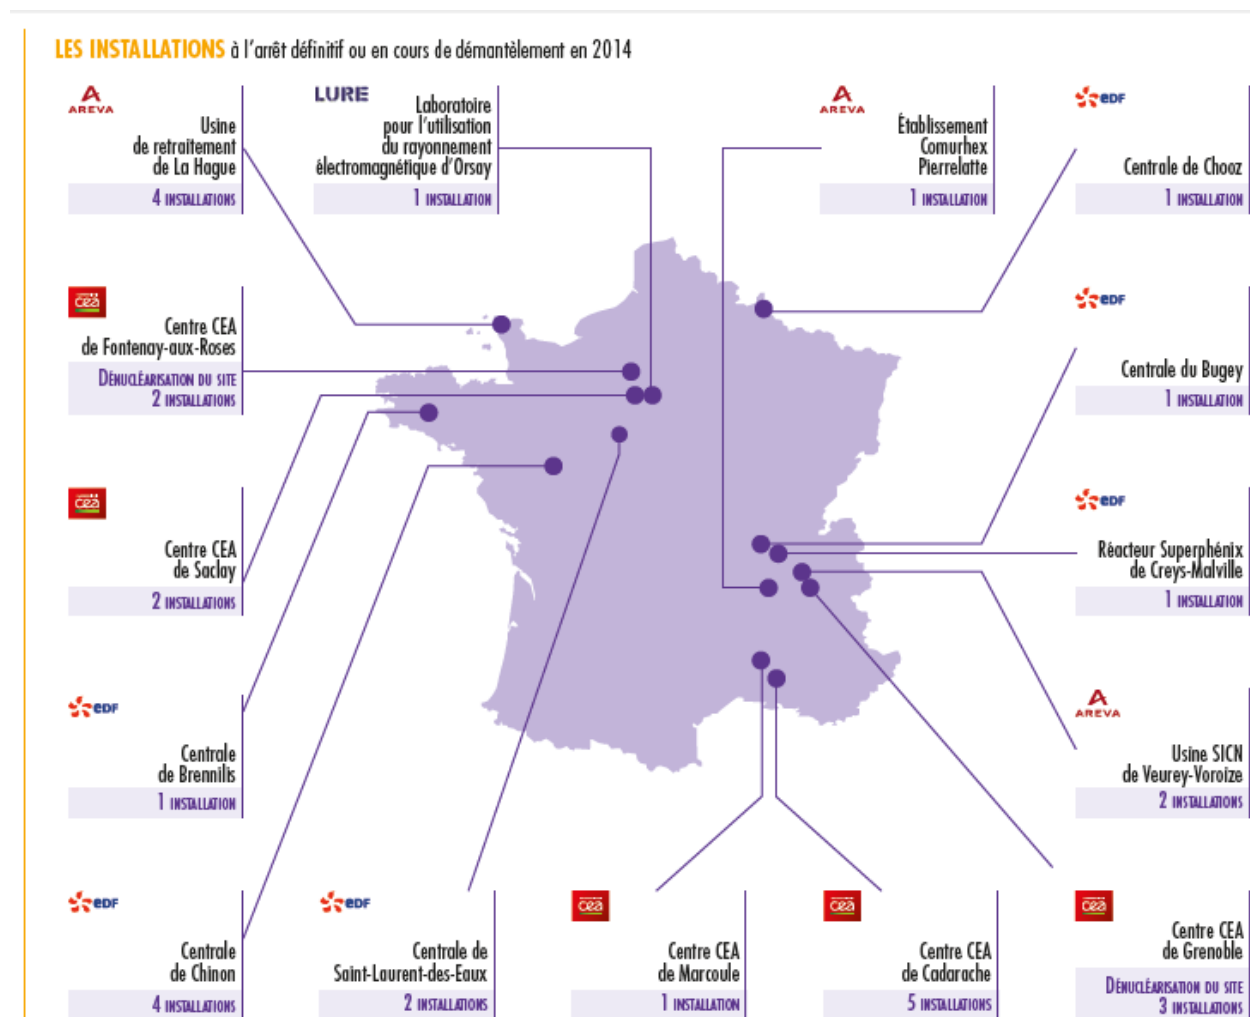 LES INSTALLATIONS à l'arrêt définitif ou en cours de démantèlement en 2014
AREVA
Usine
de retraitement
de La Hague
4 INSTALLATIONS
LURE
Laboratoire
pour l'utilisation
du rayonnement
électromagnétique d'Orsay
1 INSTALLATION
AREVA
Établissement
Comurhex
Pierrelatte
1 INSTALLATION
eDF
Centrale de Chooz
1 INSTALLATION
cea
Centre CEA
de Fontenay-aux-Roses
DÉNUCLÉARISATION DU SITE
2 INSTALLATIONS
eDF
Centrale du Bugey
1 INSTALLATION
cea
Centre CEA
de Saclay
2 INSTALLATIONS
eDF
Réacteur Superphénix
de Creys-Malville
1 INSTALLATION
eDF
Centrale
de Brennilis
1 INSTALLATION
AREVA
Usine SICN
de Veurey-Voroize
2 INSTALLATIONS
eDF
Centrale
de Chinon
4 INSTALLATIONS
eDF
Centrale de
Saint-Laurent-des-Eaux
2 INSTALLATIONS
cea
Centre CEA
de Marcoule
1 INSTALLATION
cea
Centre CEA
de Cadarache
5 INSTALLATIONS
cea
Centre CEA
de Grenoble
DÉNUCLÉARISATION DU SITE
3 INSTALLATIONS